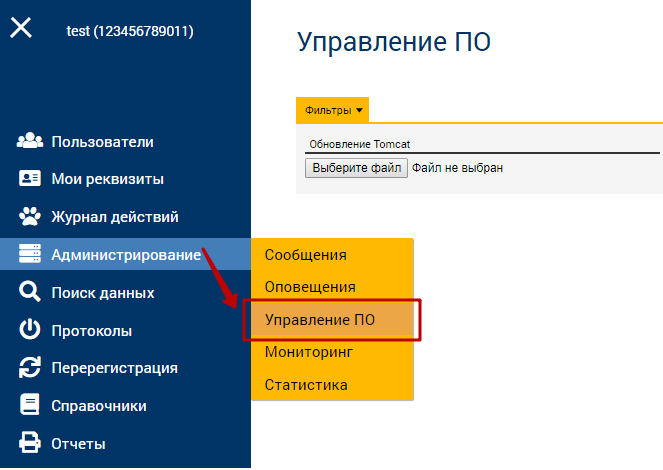 test (123456789011)
Управление ПО
Фильтры
Обновление Tomcat
Выберите файл Файл не выбран
Пользователи
Мои реквизиты
Журнал действий
Администрирование
Сообщения
Оповещения
Управление ПО
Мониторинг
Статистика
Поиск данных
Протоколы
Перерегистрация
Справочники
Отчеты